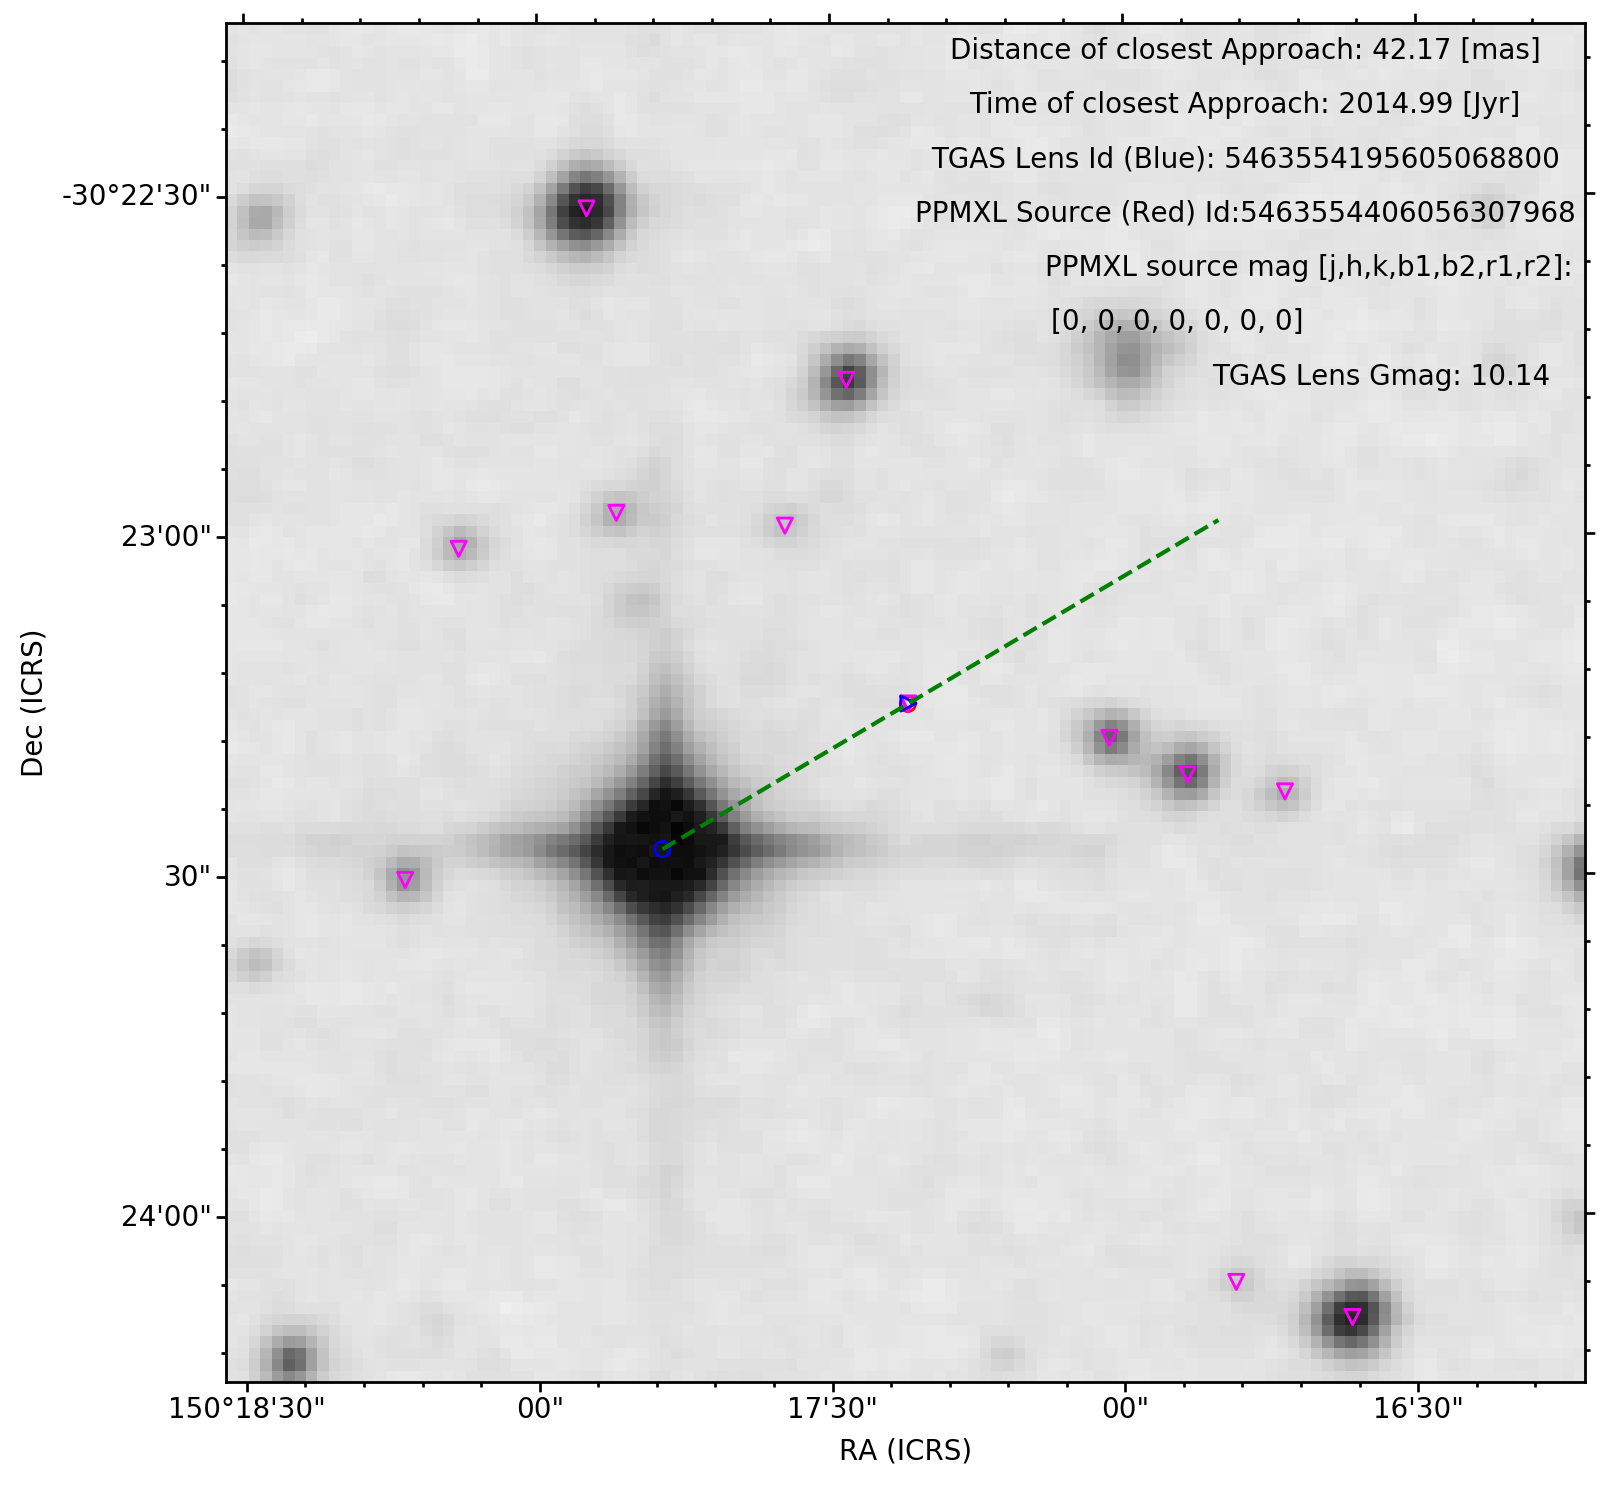 Distance of closest Approach: 42.17 [mas]
Time of closest Approach: 2014.99 [Jyr]
TGAS Lens Id (Blue): 5463554195605068800
PPMXL Source (Red) Id:5463554406056307968
PPMXL source mag [j,h,k,b1,b2,r1,r2]:
[0, 0, 0, 0, 0, 0, 0]
TGAS Lens Gmag: 10.14
-30°22'30"
23'00"
30"
24'00"
Dec (ICRS)
150°18'30" 00" 17'30" 00" 16'30"
RA (ICRS)